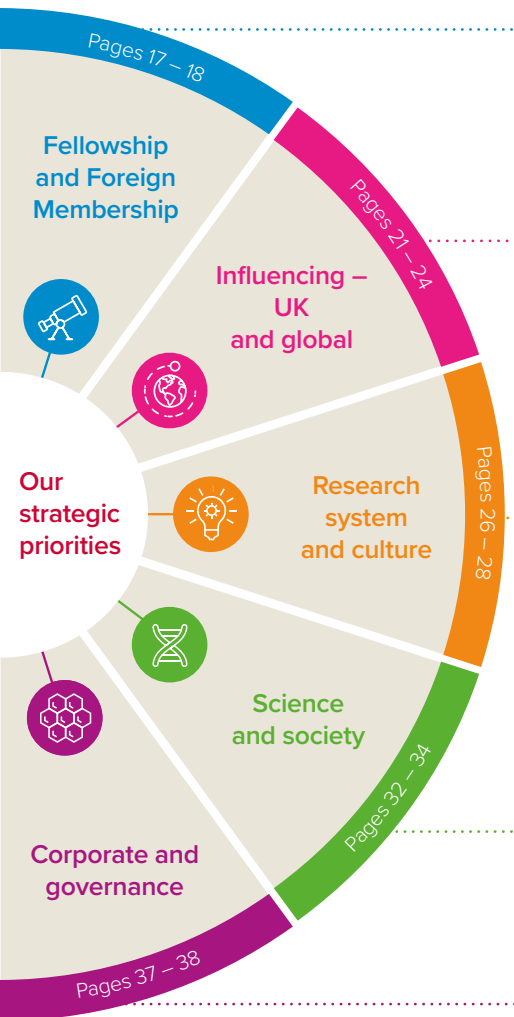 Pages 17 – 18
Fellowship
and Foreign
Membership
Pages 21 – 24
Influencing –
UK
and global
Our
strategic
priorities
Pages 26 – 28
Research
system
and culture
Pages 32 – 34
Science
and society
Pages 37 – 38
Corporate and
governance